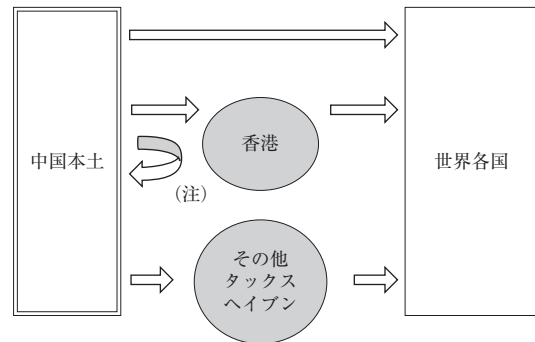 中国本土
香港
(注)
その他
タックス
ヘイブン
世界各国